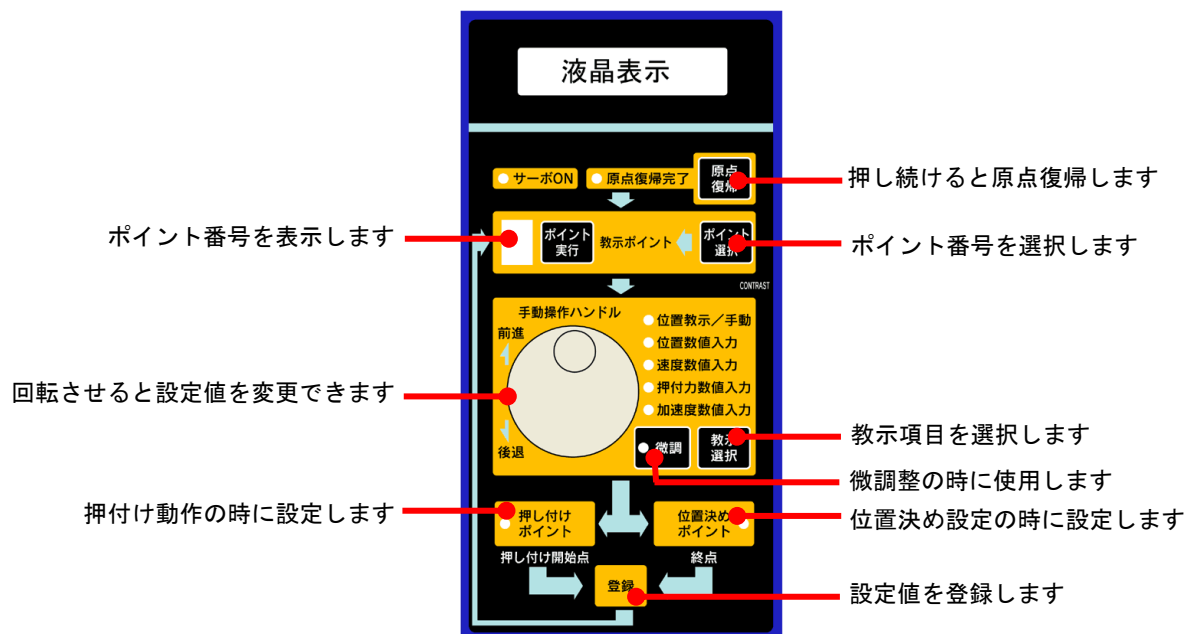 液晶表示
サーボON
原点復帰完了
原点
復帰
押し続けると原点復帰します
ポイント番号を表示します
ポイント
実行
教示ポイント
ポイント
選択
ポイント番号を選択します
CONTRAST
手動操作ハンドル
前進
後退
位置教示／手動
位置数値入力
速度数値入力
押付力数値入力
加速度数値入力
回転させると設定値を変更できます
微調
教示
選択
教示項目を選択します
微調整の時に使用します
押付け動作の時に設定します
押し付け
ポイント
位置決め
ポイント
位置決め設定の時に設定します
押し付け開始点
終点
登録
設定値を登録します